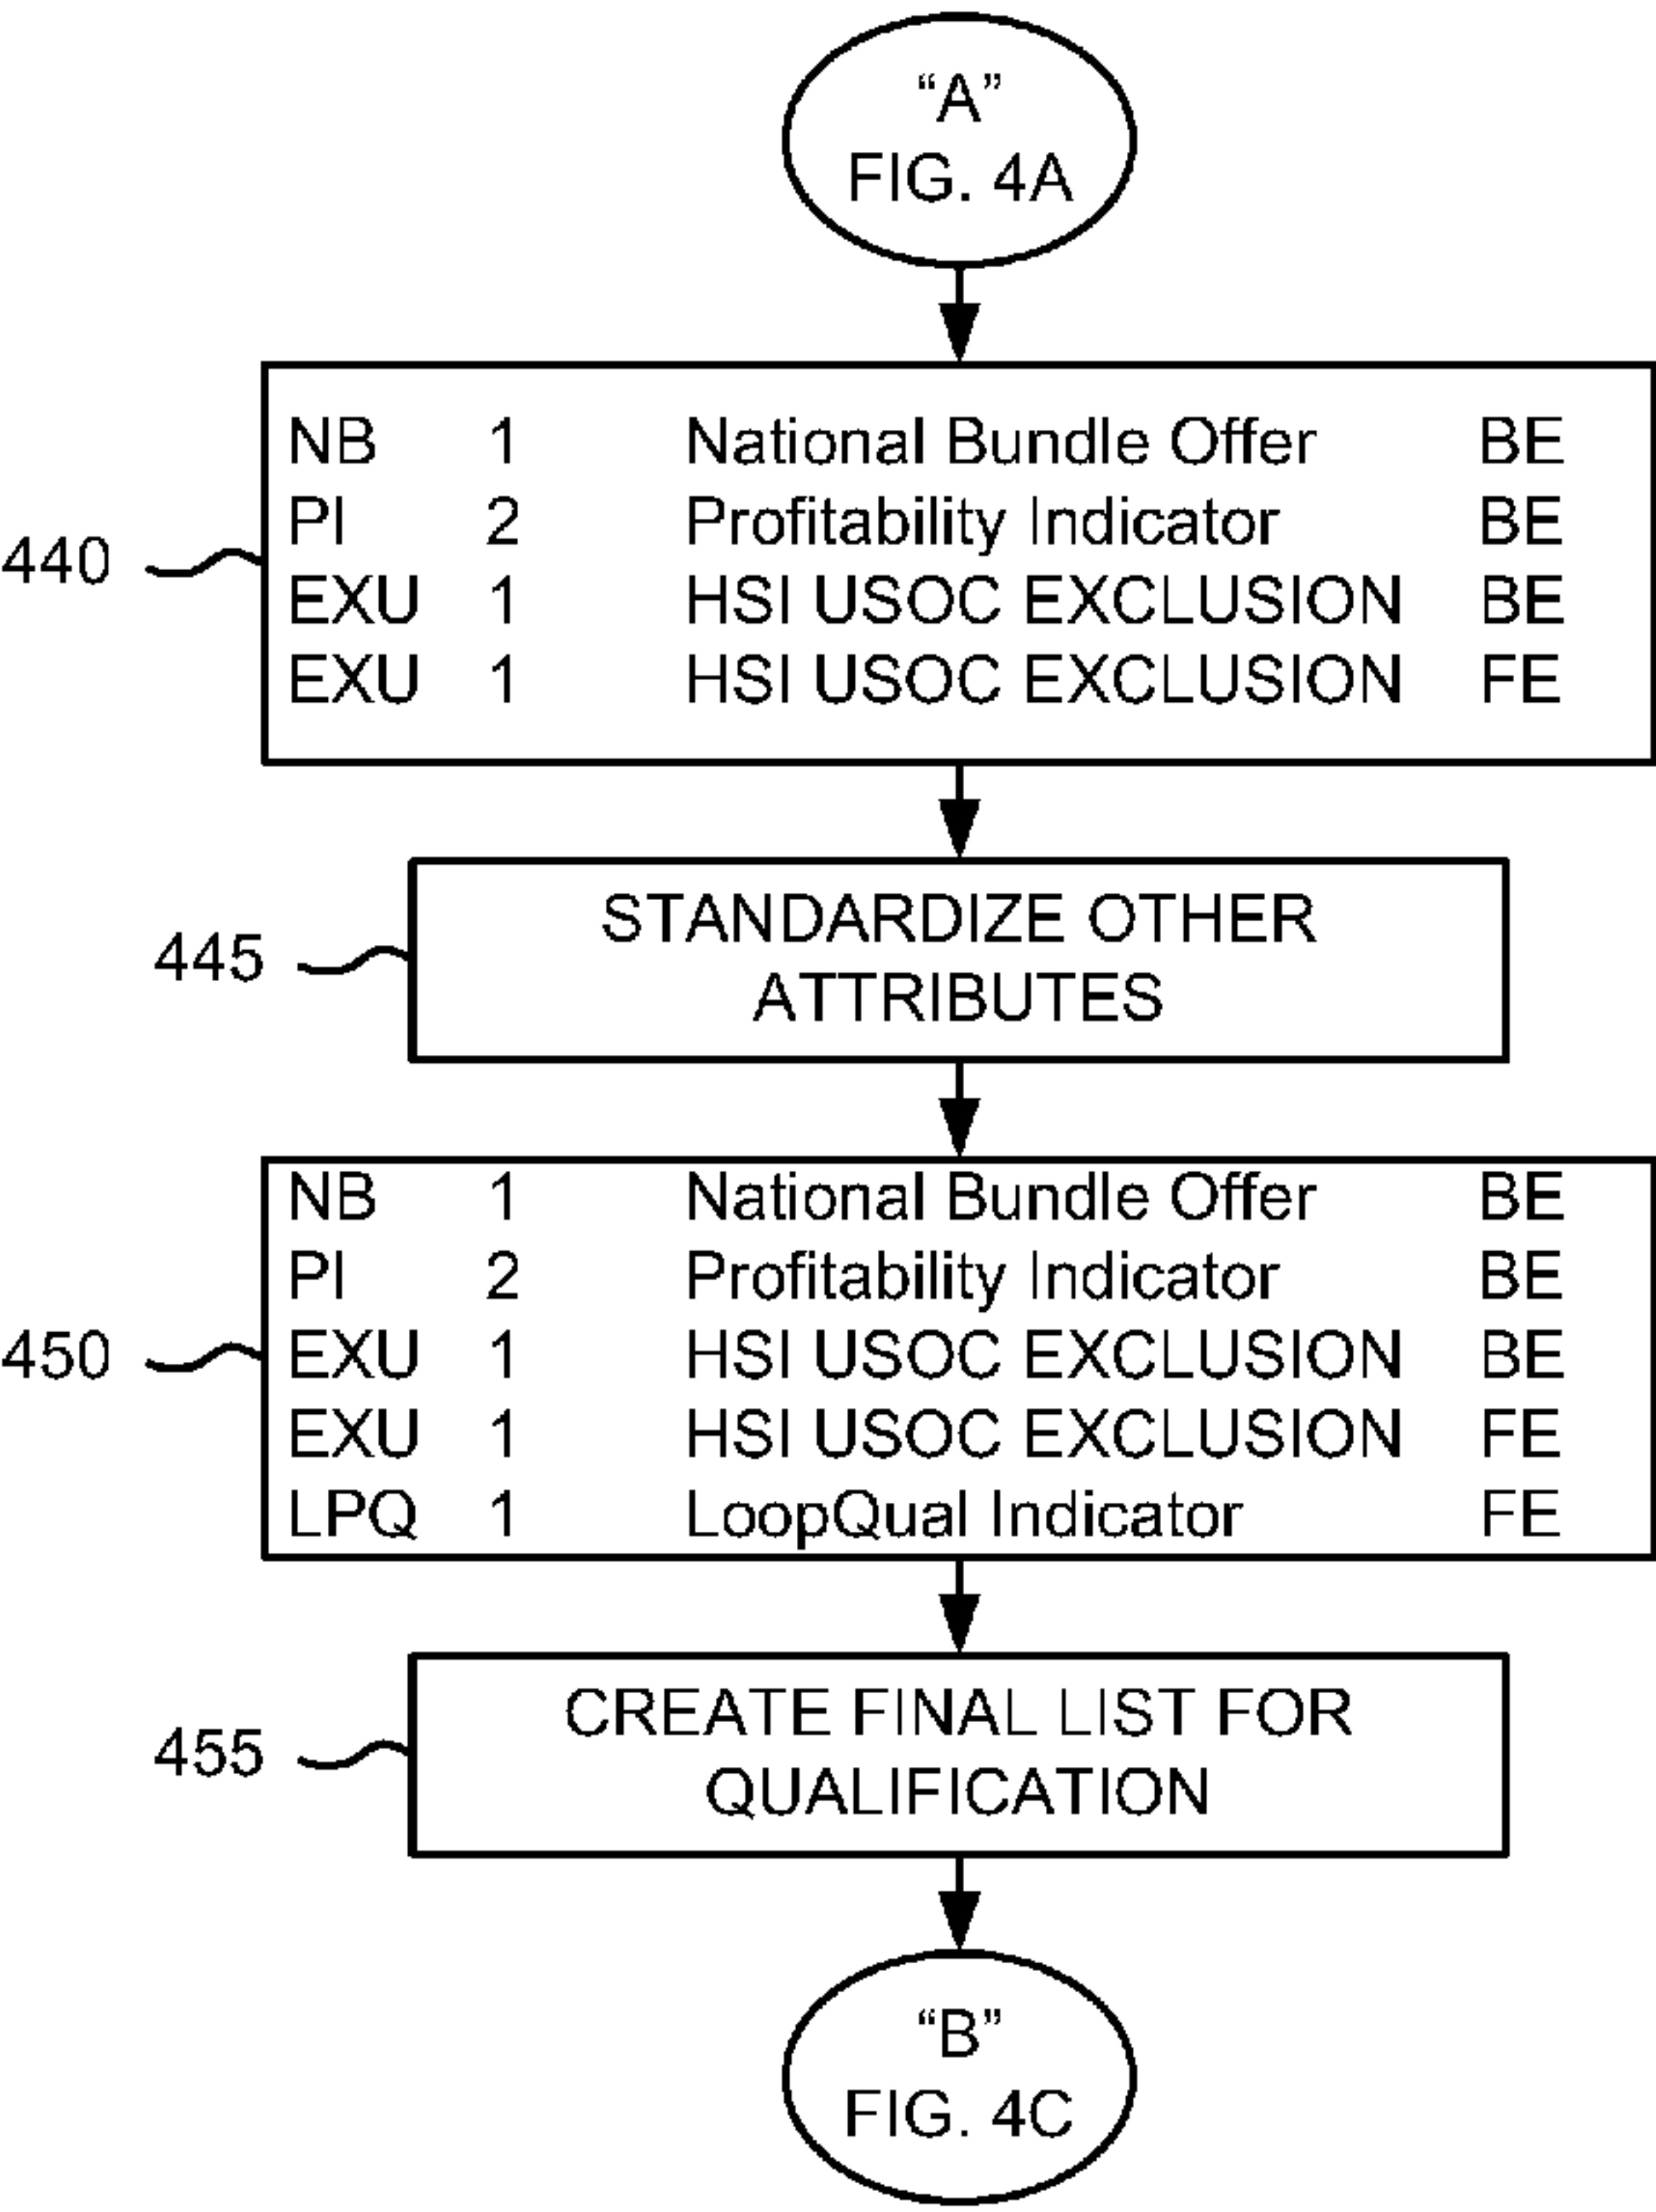 “A”
FIG. 4A
NB 1 National Bundle Offer BE
PI 2 Profitability Indicator BE
440
EXU 1 HSI USOC EXCLUSION BE
EXU 1 HSI USOC EXCLUSION FE
STANDARDIZE OTHER
445
ATTRIBUTES
NB 1 National Bundle Offer BE
PI 2 Profitability Indicator BE
450
EXU 1 HSI USOC EXCLUSION BE
EXU 1 HSI USOC EXCLUSION FE
LPQ 1 LoopQual Indicator FE
CREATE FINAL LIST FOR
455
QUALIFICATION
“B”
FIG. 4C